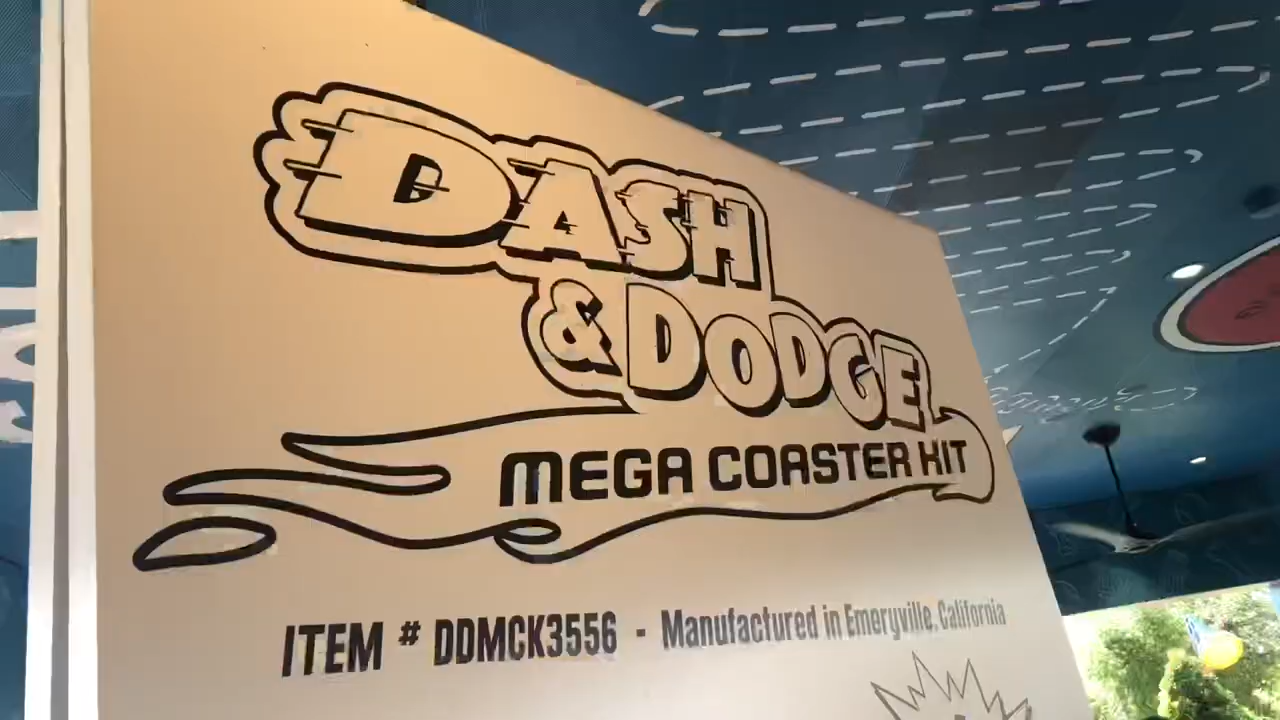 DASH
& DODGE
MEGA COASTER KIT
ITEM # DDMCK3556 - Manufactured in Emeryville, California